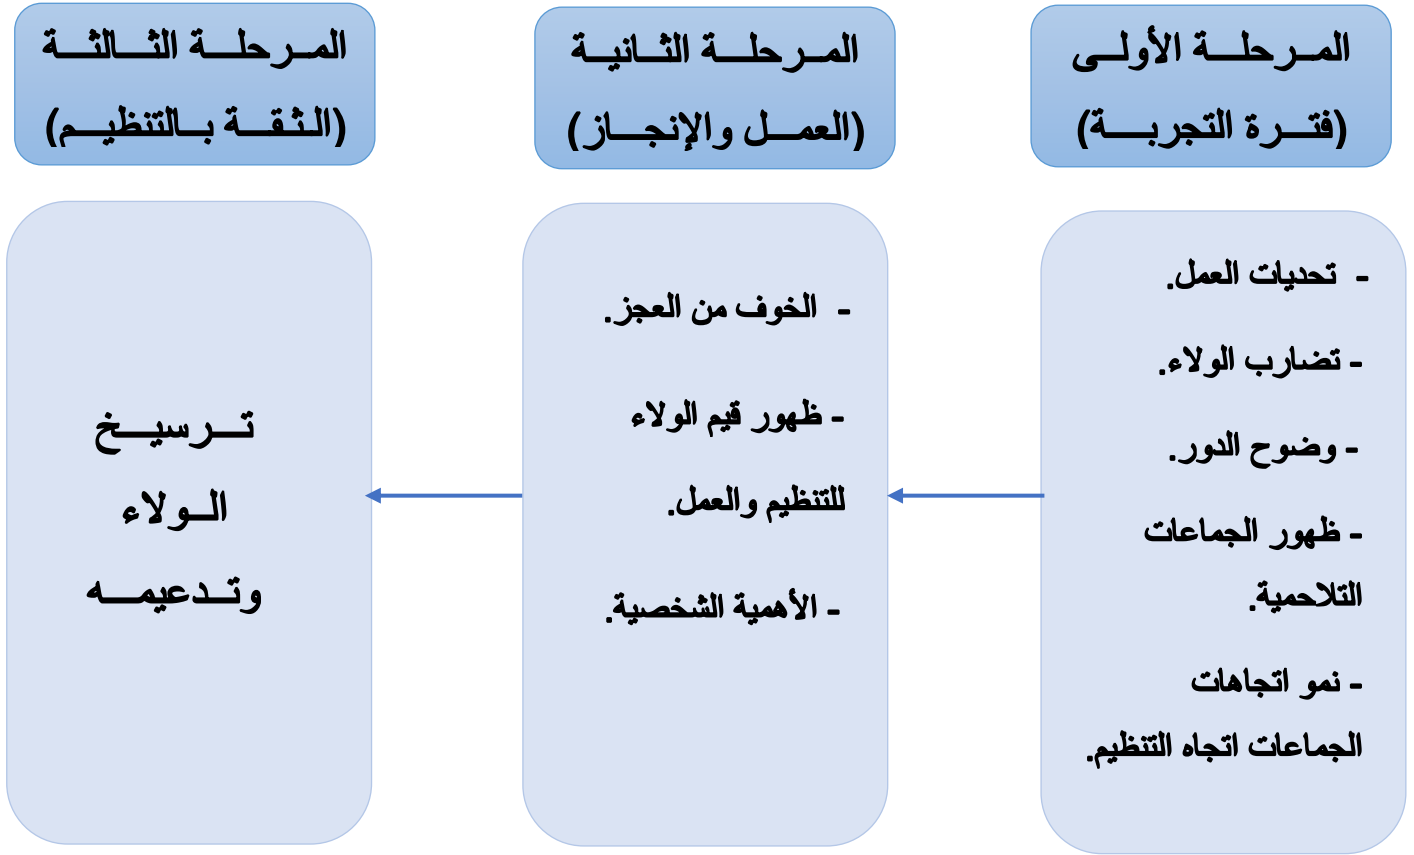 المرحلة الأولى
(فترة التجربة)
- تحديات العمل.
- تضارب الولاء.
- وضوح الدور.
- ظهور الجماعات
التلاحمية.
- نمو اتجاهات
الجماعات اتجاه التنظيم.
المرحلة الثانية
(العمل والإنجاز)
- الخوف من العجز.
- ظهور قيم الولاء
للتنظيم والعمل.
- الأهمية الشخصية.
المرحلة الثالثة
(الثقة بالتنظيم)
ترسيخ
الولاء
وتدعيمه